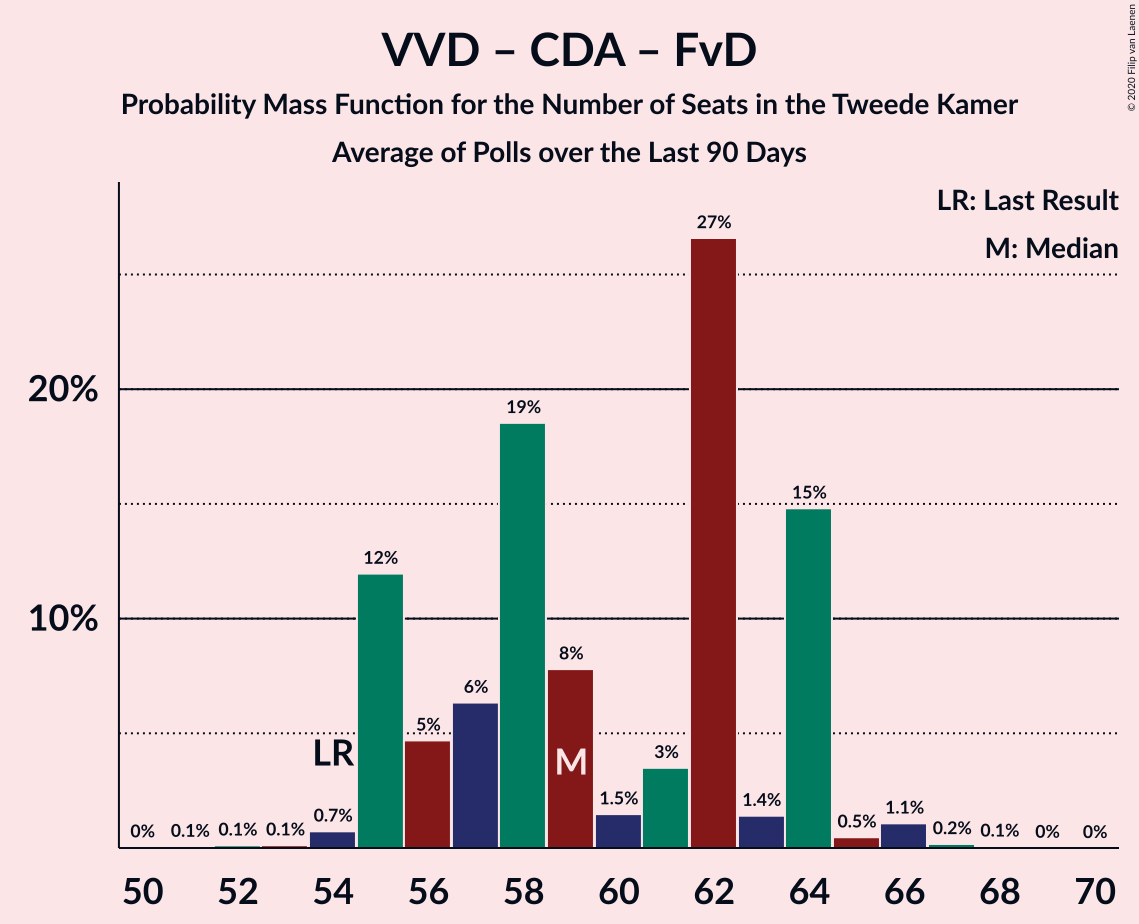 VVD – CDA – FvD
Probability Mass Function for the Number of Seats in the Tweede Kamer
Average of Polls over the Last 90 Days
© 2020 Filip van Laenen
LR: Last Result
M: Median
27%
20%
19%
15%
12%
10%
8%
6%
5%
LR
M
3%
0% 0.1% 0.1% 0.1% 0.7% 1.5% 1.4% 0.5% 1.1% 0.2% 0.1% 0% 0%
50 52 54 56 58 60 62 64 66 68 70